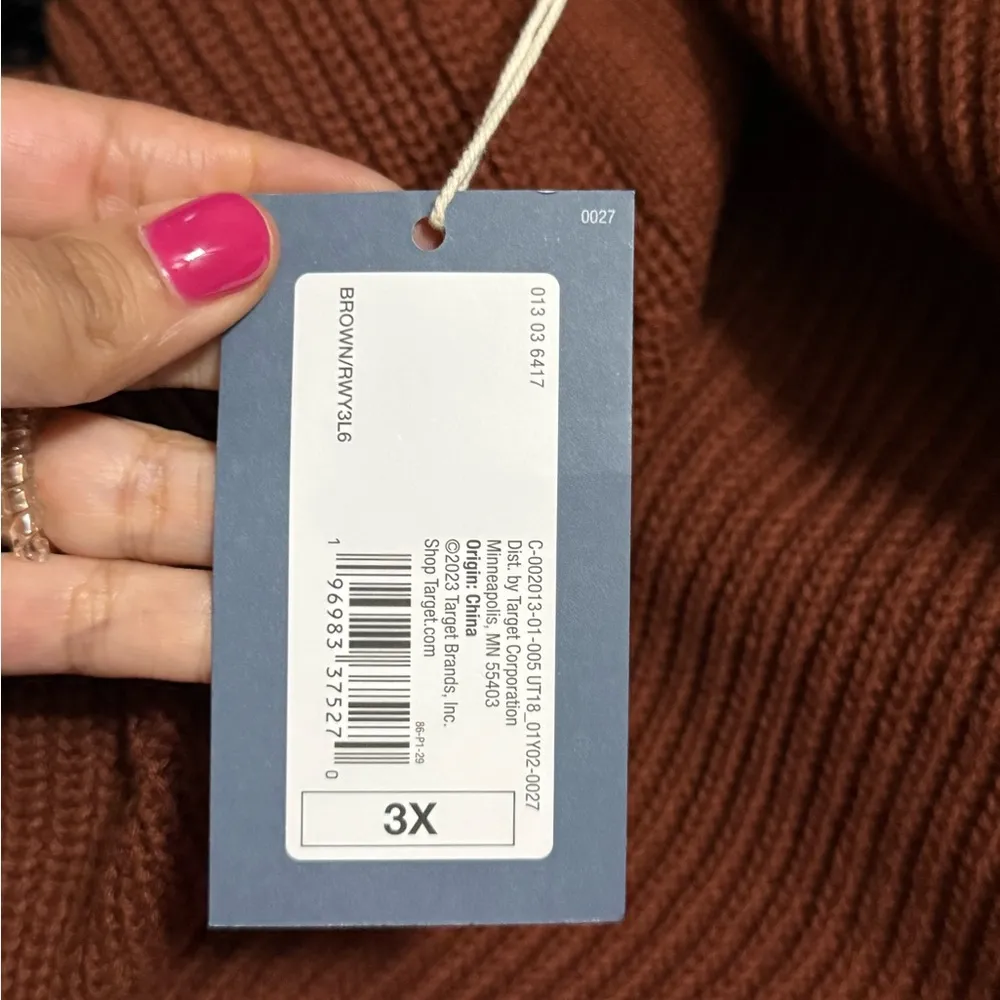 0027
013 03 6417
BROWN/RWY3L6
C-002013-01-005 UT18_01Y02-0027
Dist. by Target Corporation
Minneapolis, MN 55403
Origin: China
©2023 Target Brands, Inc.
Shop Target.com
86-P1-29
1 96983 37527 0
3X